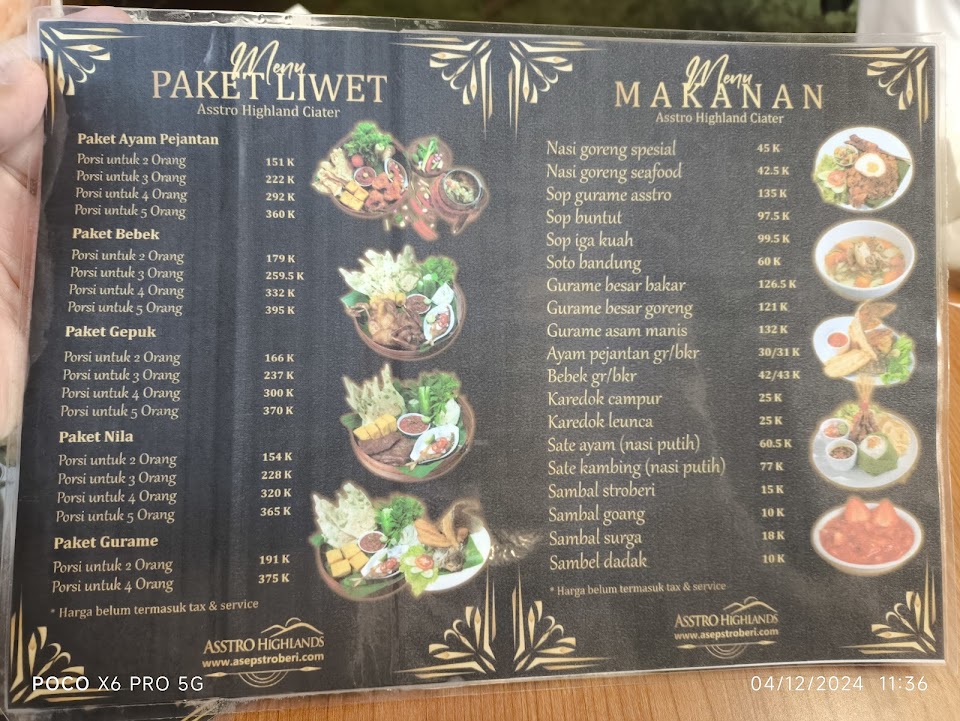 Menu
PAKET LIWET
Asstro Highland Ciater
Paket Ayam Pejantan
Porsi untuk 2 Orang 151 K
Porsi untuk 3 Orang 222 K
Porsi untuk 4 Orang 292 K
Porsi untuk 5 Orang 360 K
Paket Bebek
Porsi untuk 2 Orang 179 K
Porsi untuk 3 Orang 259.5 K
Porsi untuk 4 Orang 332 K
Porsi untuk 5 Orang 395 K
Paket Gepuk
Porsi untuk 2 Orang 166 K
Porsi untuk 3 Orang 237 K
Porsi untuk 4 Orang 300 K
Porsi untuk 5 Orang 370 K
Paket Nila
Porsi untuk 2 Orang 154 K
Porsi untuk 3 Orang 228 K
Porsi untuk 4 Orang 320 K
Porsi untuk 5 Orang 365 K
Paket Gurame
Porsi untuk 2 Orang 191 K
Porsi untuk 4 Orang 375 K
* Harga belum termasuk tax & service
ASSTRO HIGHLANDS
www.asepstroberi.com
Menu
MAKANAN
Asstro Highland Ciater
Nasi goreng spesial 45 K
Nasi goreng seafood 42.5 K
Sop gurame asstro 135 K
Sop buntut 97.5 K
Sop iga kuah 99.5 K
Soto bandung 60 K
Gurame besar bakar 126.5 K
Gurame besar goreng 121 K
Gurame asam manis 132 K
Ayam pejantan gr/bkr 30/31 K
Bebek gr/bkr 42/43 K
Karedok campur 25 K
Karedok leunca 25 K
Sate ayam (nasi putih) 60.5 K
Sate kambing (nasi putih) 77 K
Sambal stroberi 15 K
Sambal goang 10 K
Sambal surga 18 K
Sambel dadak 10 K
* Harga belum termasuk tax & service
ASSTRO HIGHLANDS
www.asepstroberi.com
POCO X6 PRO 5G
04/12/2024 11:36